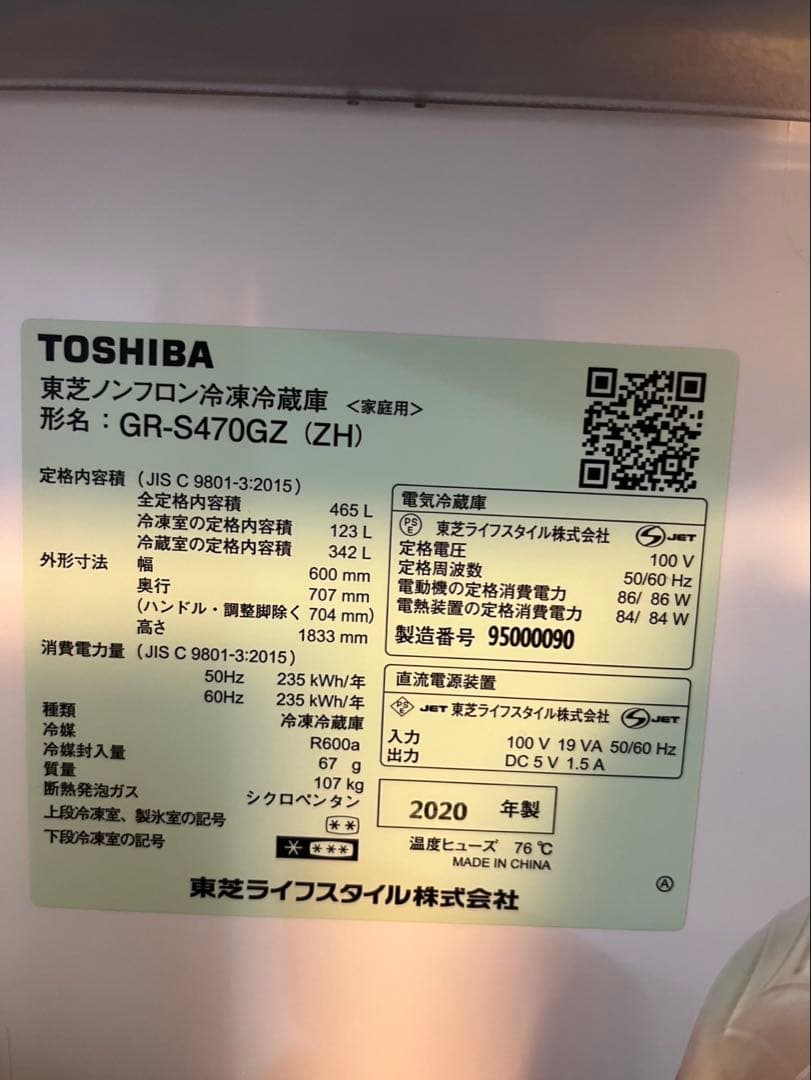 TOSHIBA
東芝ノンフロン冷凍冷蔵庫 <家庭用>
形名：GR-S470GZ (ZH)
定格内容積 (JIS C 9801-3:2015)
全定格内容積 465 L
冷凍室の定格内容積 123 L
冷蔵室の定格内容積 342 L
外形寸法 幅 600 mm
奥行 707 mm
(ハンドル・調整脚除く 704 mm)
高さ 1833 mm
消費電力量 (JIS C 9801-3:2015)
50Hz 235 kWh/年
60Hz 235 kWh/年
種類 冷凍冷蔵庫
冷媒 R600a
冷媒封入量 67 g
質量 107 kg
断熱発泡ガス シクロペンタン
上段冷凍室、製氷室の記号 **
下段冷凍室の記号 * ***
電気冷蔵庫
PSE 東芝ライフスタイル株式会社 S JET
定格電圧 100 V
定格周波数 50/60 Hz
電動機の定格消費電力 86/ 86 W
電熱装置の定格消費電力 84/ 84 W
製造番号 95000090
直流電源装置
PSE JET 東芝ライフスタイル株式会社 S JET
入力 100 V 19 VA 50/60 Hz
出力 DC 5 V 1.5 A
2020 年製
温度ヒューズ 76 ℃
MADE IN CHINA
Ⓐ
東芝ライフスタイル株式会社